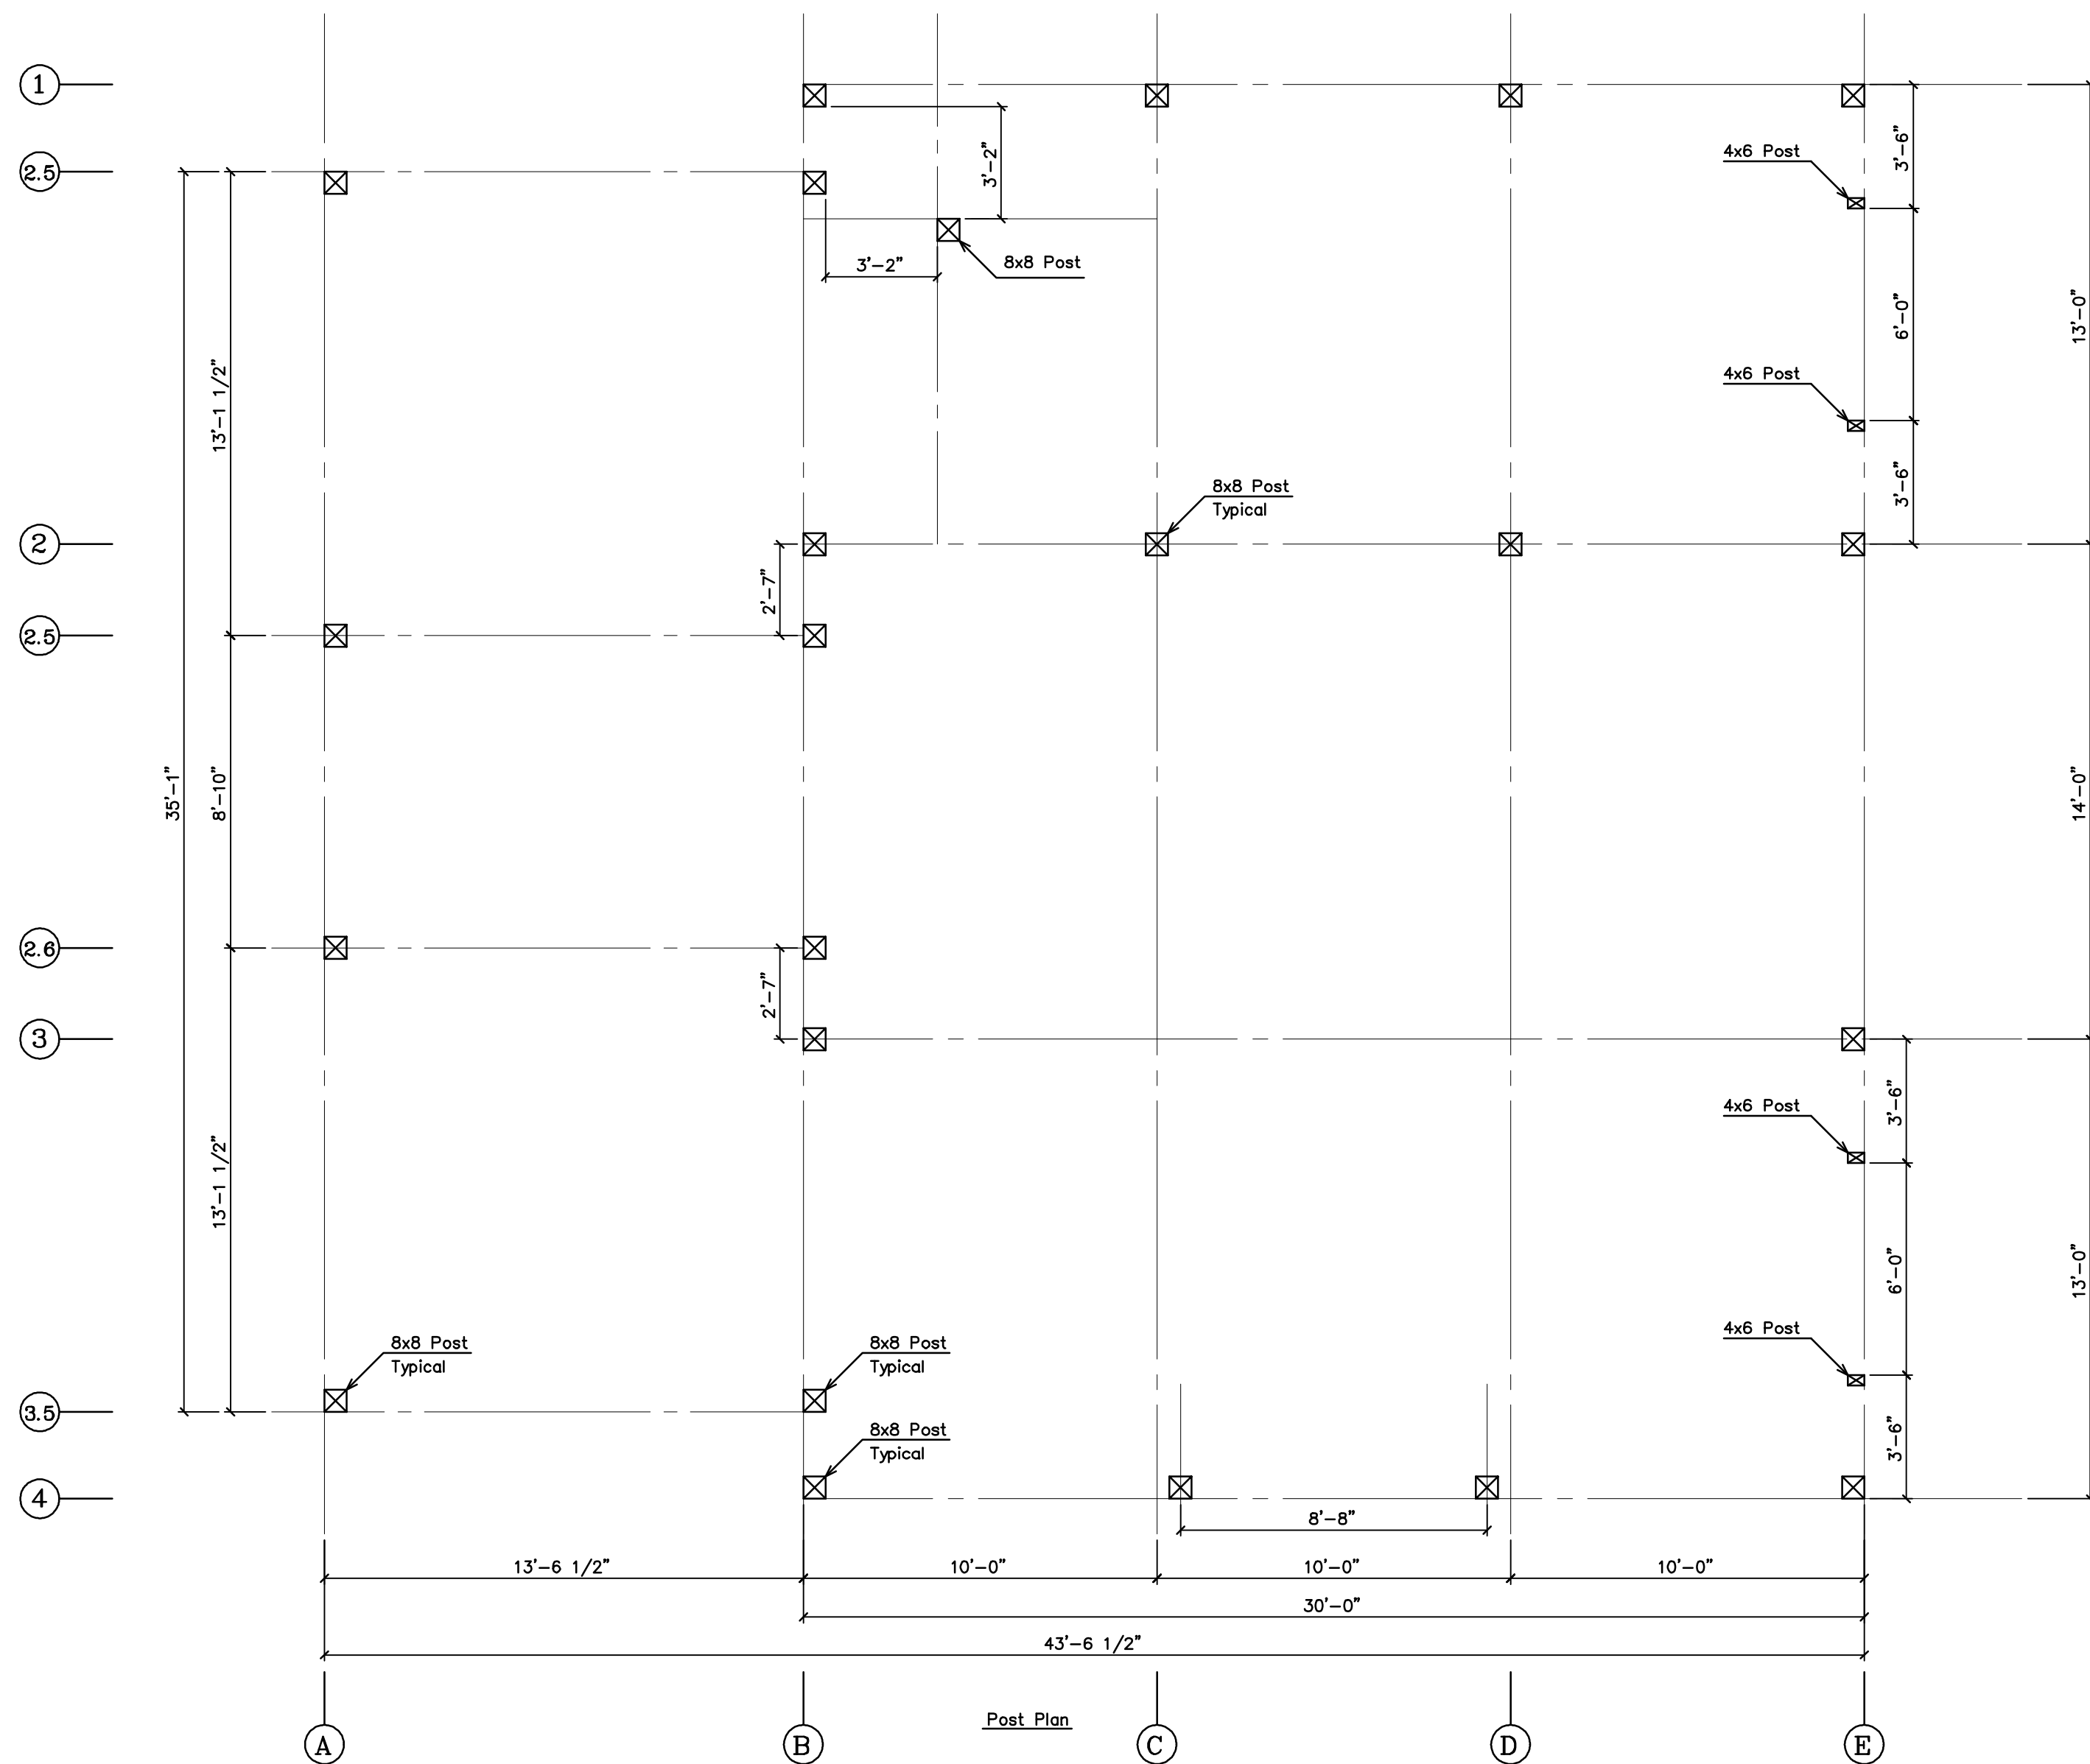 1
3'-6"
4x6 Post
3'-2"
2.5
8x8 Post
3'-2"
6'-0"
13'-0"
4x6 Post
13'-1 1/2"
3'-6"
8x8 Post
Typical
2
2'-7"
2.5
35'-1"
8'-10"
14'-0"
2.6
2'-7"
3
3'-6"
4x6 Post
13'-1 1/2"
6'-0"
13'-0"
4x6 Post
8x8 Post
Typical
8x8 Post
Typical
3.5
8x8 Post
Typical
3'-6"
4
8'-8"
13'-6 1/2"
10'-0"
10'-0"
10'-0"
30'-0"
43'-6 1/2"
Post Plan
A
B
C
D
E